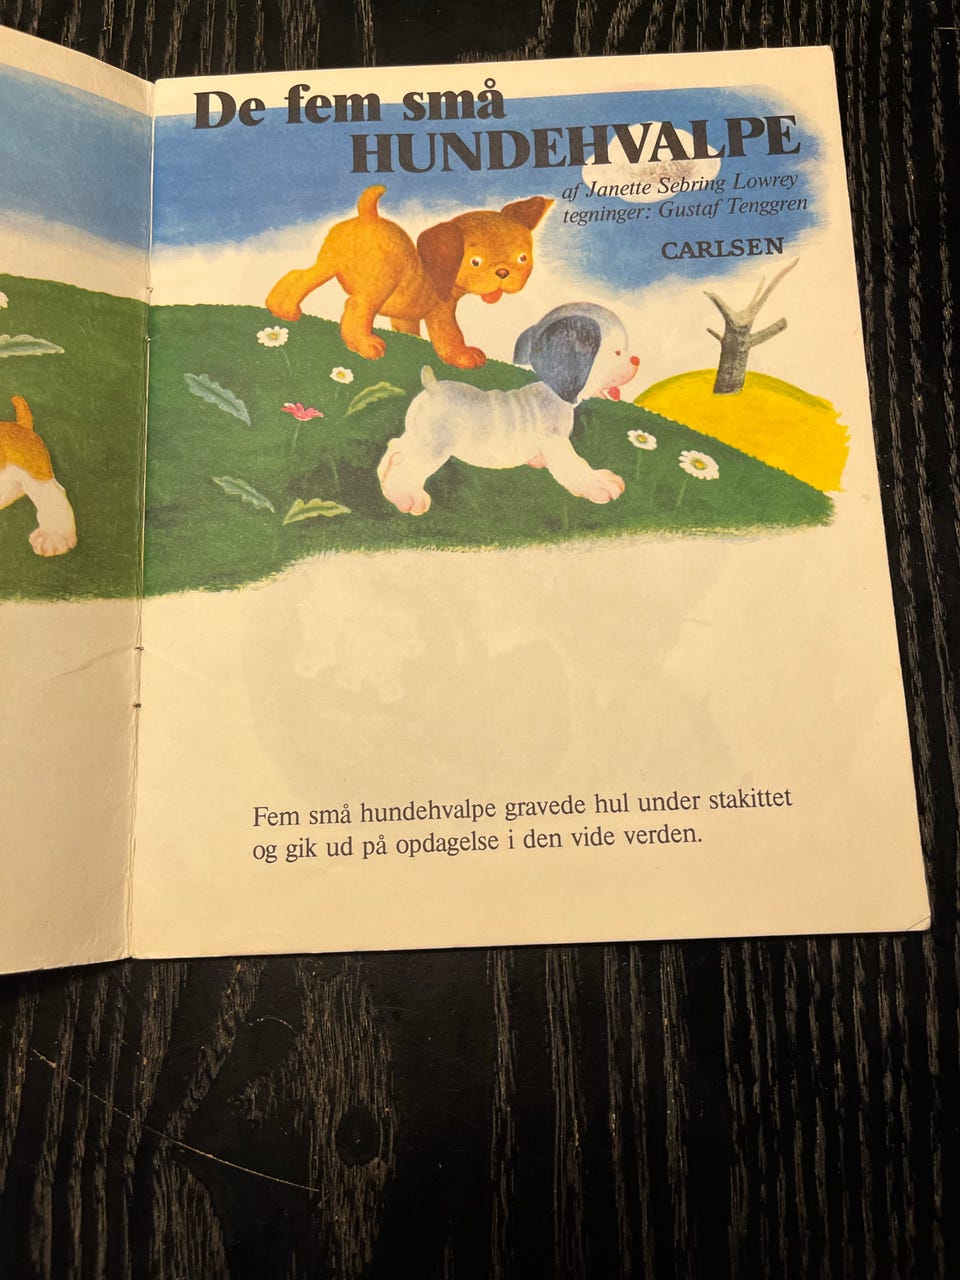 De fem små
HUNDEHVALPE
af Janette Sebring Lowrey
tegninger: Gustaf Tenggren
CARLSEN
Fem små hundehvalpe gravede hul under stakittet
og gik ud på opdagelse i den vide verden.